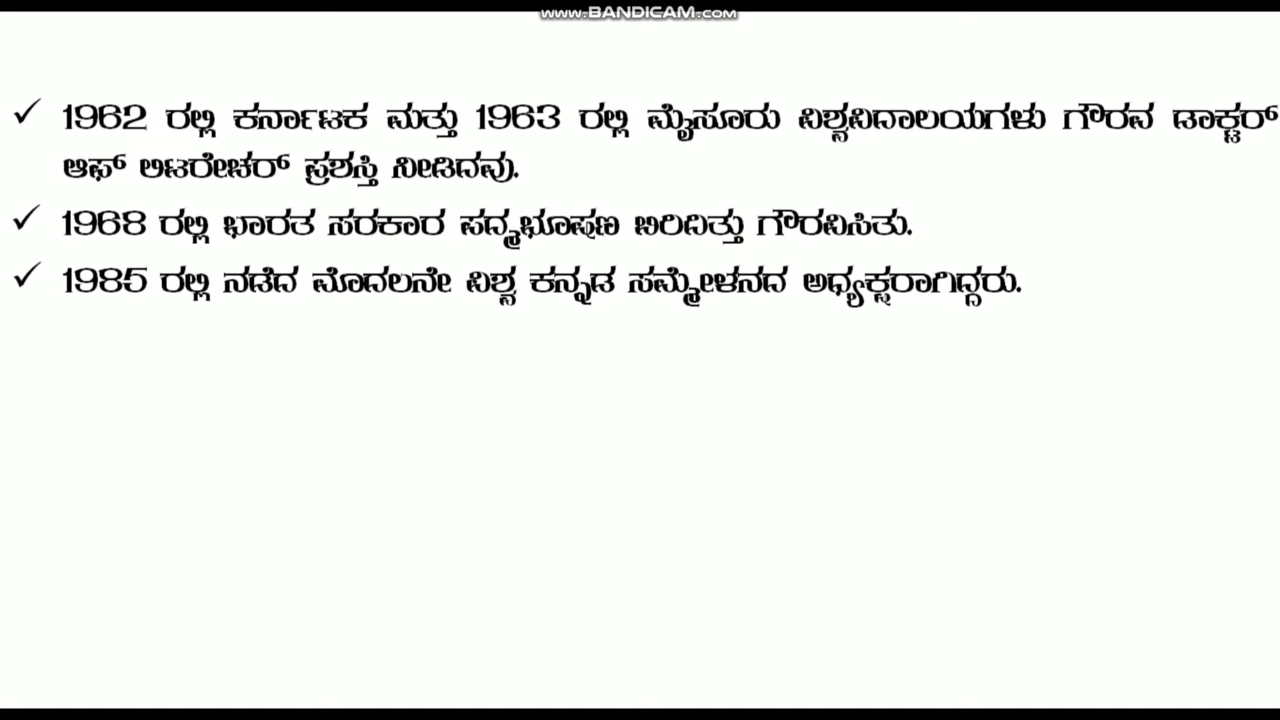 www.BANDICAM.com
✓ 1962 ರಲ್ಲಿ ಕರ್ನಾಟಕ ಮತ್ತು 1963 ರಲ್ಲಿ ಮೈಸೂರು ವಿಶ್ವವಿದಾಲಯಗಳು ಗೌರವ ಡಾಕ್ಟರ್
ಆಫ್ ಲಿಟರೇಚರ್ ಪ್ರಶಸ್ತಿ ನೀಡಿದವು.
✓ 1968 ರಲ್ಲಿ ಭಾರತ ಸರಕಾರ ಪದ್ಮಭೂಷಣ ಬಿರಿದಿತ್ತು ಗೌರವಿಸಿತು.
✓ 1985 ರಲ್ಲಿ ನಡೆದ ಮೊದಲನೇ ವಿಶ್ವ ಕನ್ನಡ ಸಮ್ಮೇಳನದ ಅಧ್ಯಕ್ಷರಾಗಿದ್ದರು.